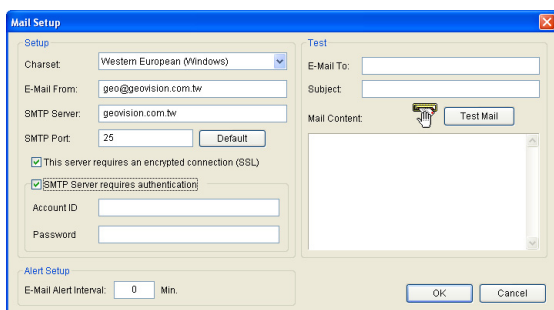 Mail Setup
Setup
Charset:
Western European (Windows)
E-Mail From:
geo@geovision.com.tw
SMTP Server:
geovision.com.tw
SMTP Port:
25
Default
This server requires an encrypted connection (SSL)
SMTP Server requires authentication
Account ID
Password
Alert Setup
E-Mail Alert Interval:
0
Min.
Test
E-Mail To:
Subject:
Mail Content:
Test Mail
OK
Cancel